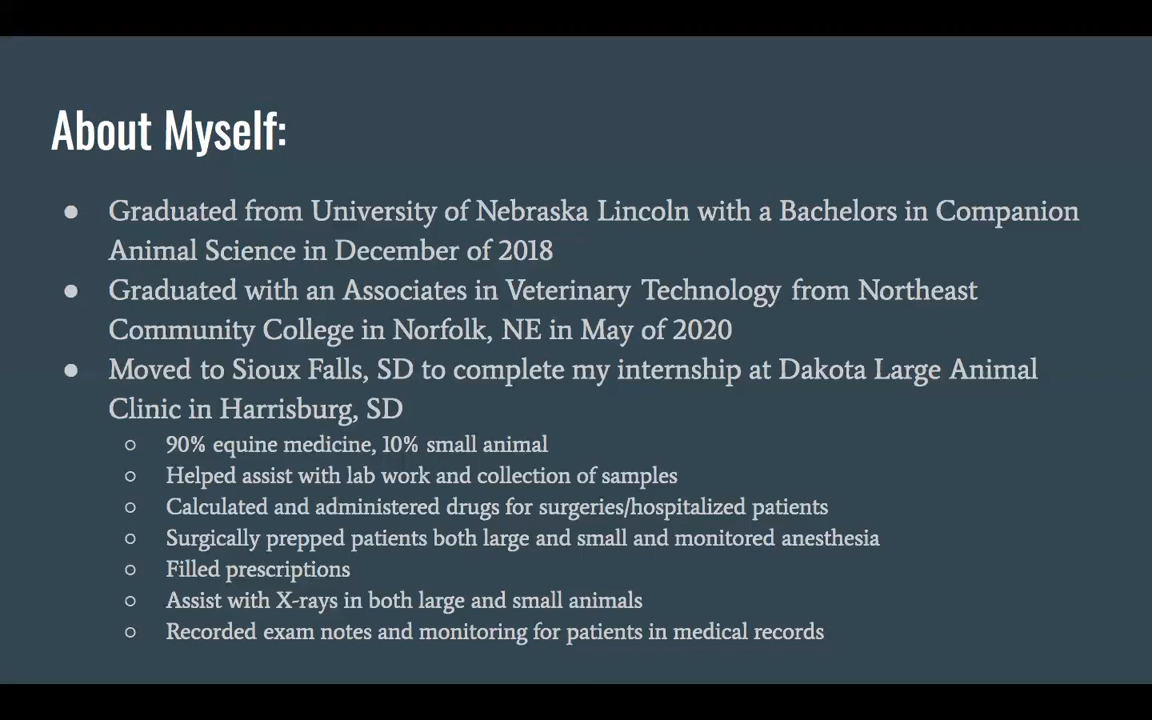 About Myself:
● Graduated from University of Nebraska Lincoln with a Bachelors in Companion
Animal Science in December of 2018
● Graduated with an Associates in Veterinary Technology from Northeast
Community College in Norfolk, NE in May of 2020
● Moved to Sioux Falls, SD to complete my internship at Dakota Large Animal
Clinic in Harrisburg, SD
○ 90% equine medicine, 10% small animal
○ Helped assist with lab work and collection of samples
○ Calculated and administered drugs for surgeries/hospitalized patients
○ Surgically prepped patients both large and small and monitored anesthesia
○ Filled prescriptions
○ Assist with X-rays in both large and small animals
○ Recorded exam notes and monitoring for patients in medical records